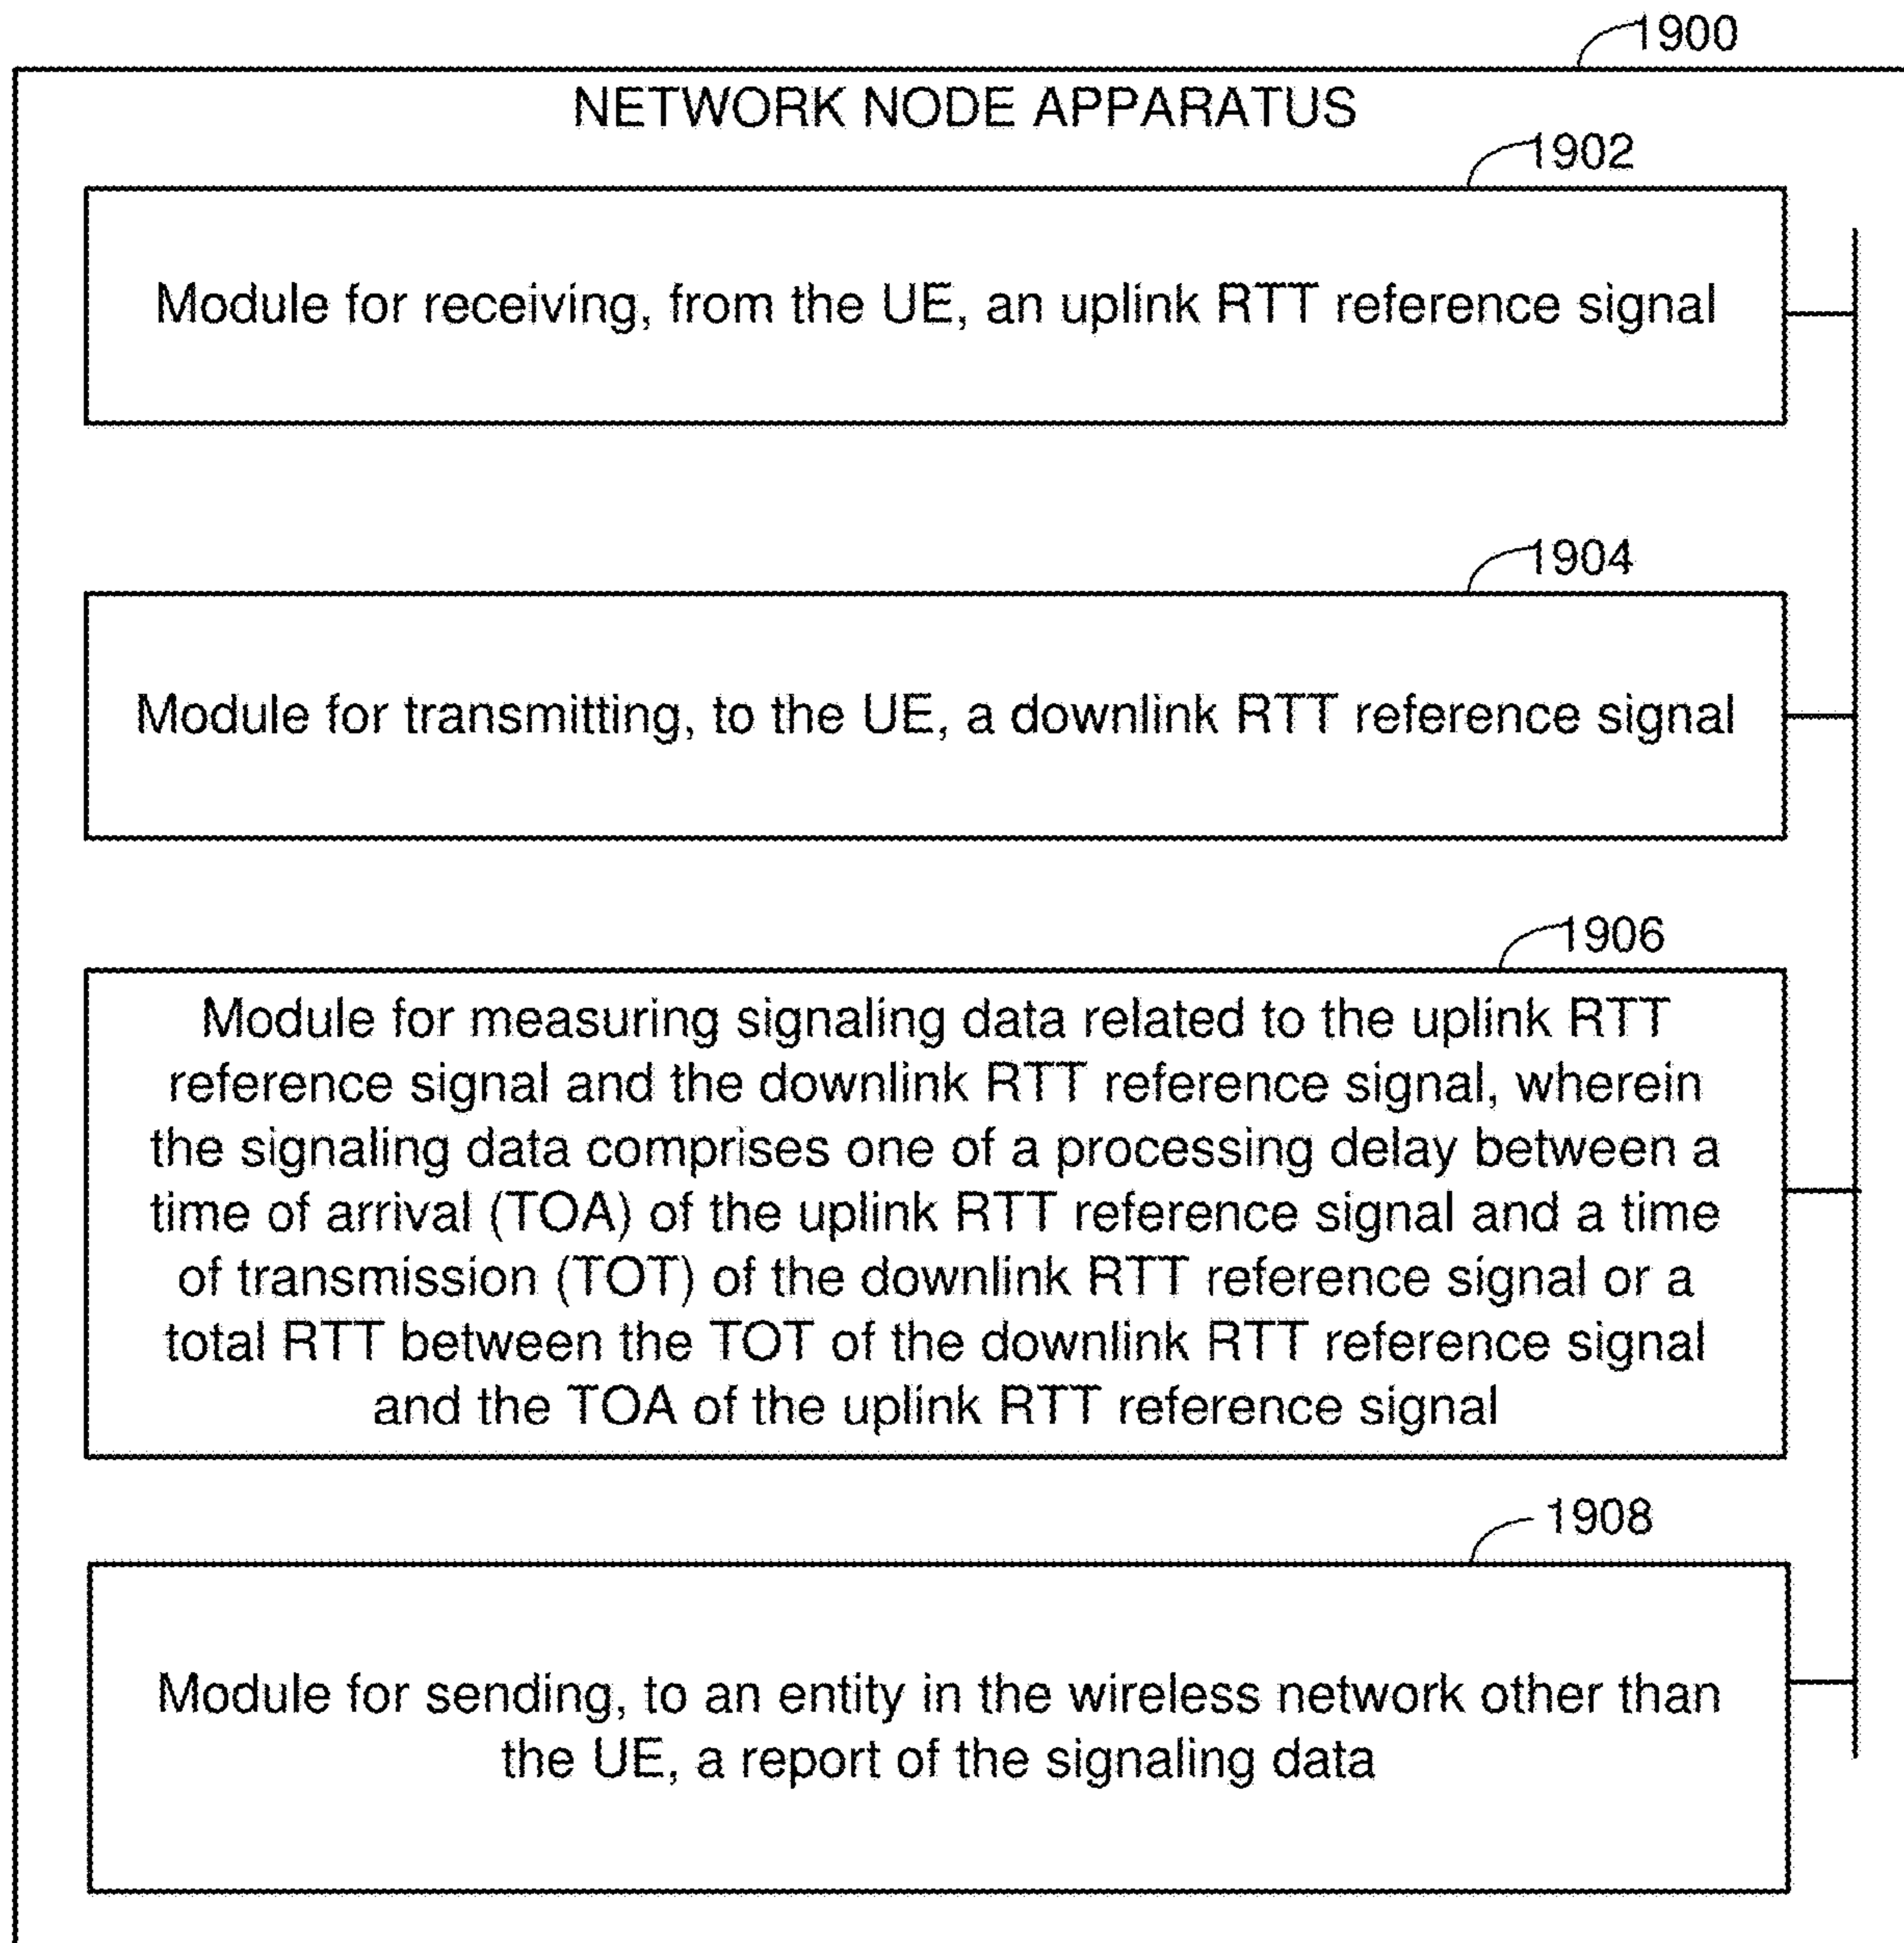 1900
NETWORK NODE APPARATUS
1902
Module for receiving, from the UE, an uplink RTT reference signal
1904
Module for transmitting, to the UE, a downlink RTT reference signal
1906
Module for measuring signaling data related to the uplink RTT
reference signal and the downlink RTT reference signal, wherein
the signaling data comprises one of a processing delay between a
time of arrival (TOA) of the uplink RTT reference signal and a time
of transmission (TOT) of the downlink RTT reference signal or a
total RTT between the TOT of the downlink RTT reference signal
and the TOA of the uplink RTT reference signal
1908
Module for sending, to an entity in the wireless network other than
the UE, a report of the signaling data